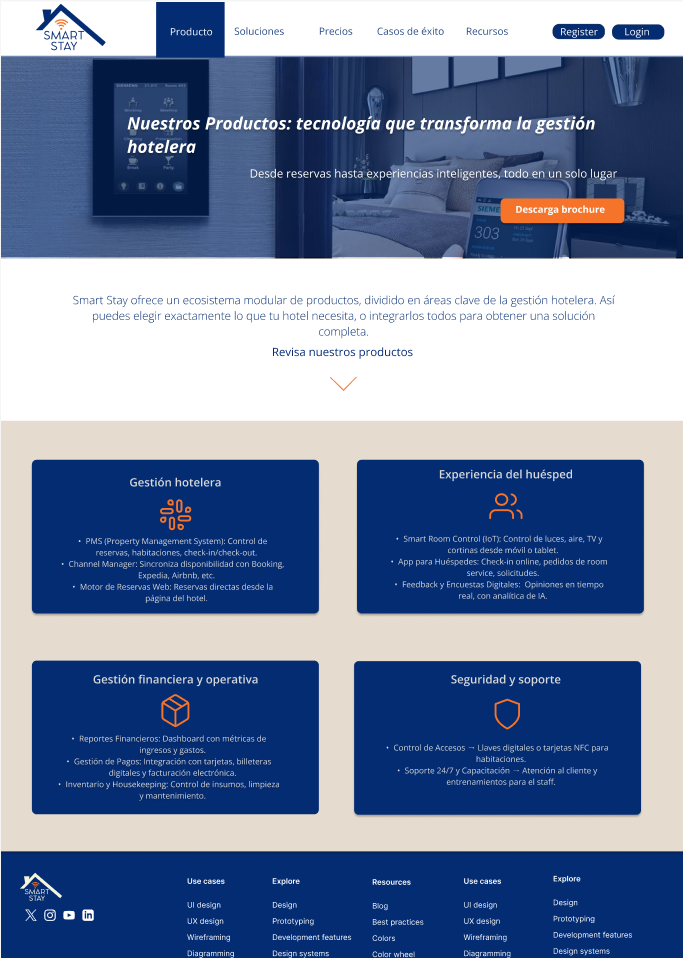 SMART
STAY
Producto
Soluciones
Precios
Casos de éxito
Recursos
Register
Login
SIEMENS
Nuestros Productos: tecnología que transforma la gestión
hotelera
Break
Party
Desde reservas hasta experiencias inteligentes, todo en un solo lugar
SIEME
303
Descarga brochure
Smart Stay ofrece un ecosistema modular de productos, dividido en áreas clave de la gestión hotelera. Así
puedes elegir exactamente lo que tu hotel necesita, o integrarlos todos para obtener una solución
completa.
Revisa nuestros productos
Gestión hotelera
• PMS (Property Management System): Control de
reservas, habitaciones, check-in/check-out.
• Channel Manager: Sincroniza disponibilidad con Booking,
Expedia, Airbnb, etc.
• Motor de Reservas Web: Reservas directas desde la
página del hotel.
Experiencia del huésped
• Smart Room Control (IoT): Control de luces, aire, TV y
cortinas desde móvil o tablet.
• App para Huéspedes: Check-in online, pedidos de room
service, solicitudes.
• Feedback y Encuestas Digitales: Opiniones en tiempo
real, con analítica de IA.
Gestión financiera y operativa
• Reportes Financieros: Dashboard con métricas de
ingresos y gastos.
• Gestión de Pagos: Integración con tarjetas, billeteras
digitales y facturación electrónica.
• Inventario y Housekeeping: Control de insumos, limpieza
y mantenimiento.
Seguridad y soporte
• Control de Accesos → Llaves digitales o tarjetas NFC para
habitaciones.
• Soporte 24/7 y Capacitación → Atención al cliente y
entrenamientos para el staff.
SMART
STAY
Use cases
UI design
UX design
Wireframing
Diagramming
Explore
Design
Prototyping
Development features
Design systems
Resources
Blog
Best practices
Colors
Color wheel
Use cases
UI design
UX design
Wireframing
Diagramming
Explore
Design
Prototyping
Development features
Design systems